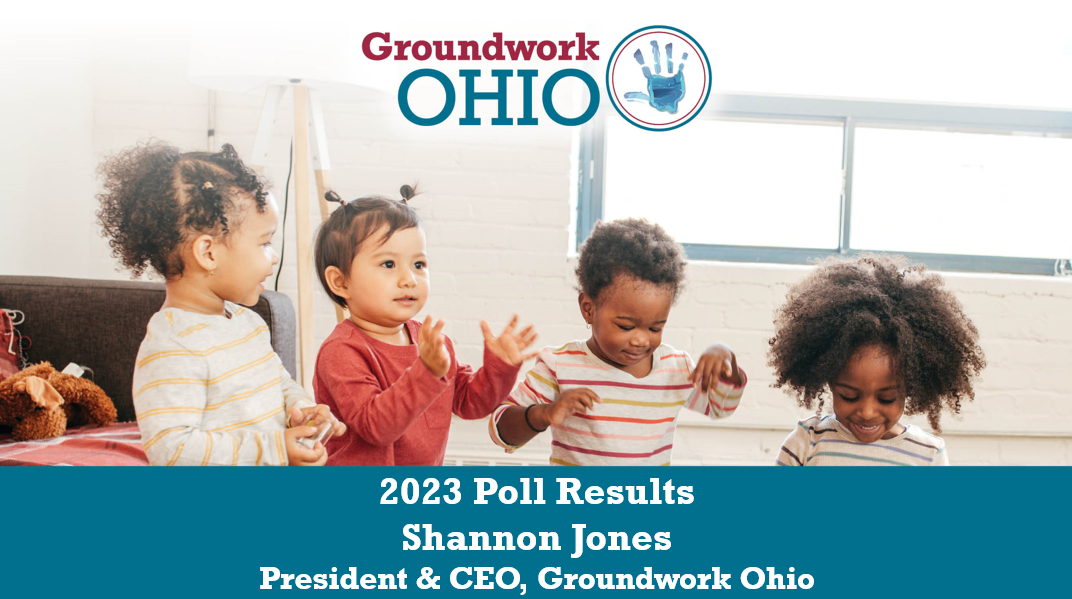 Groundwork
OHIO
2023 Poll Results
Shannon Jones
President & CEO, Groundwork Ohio